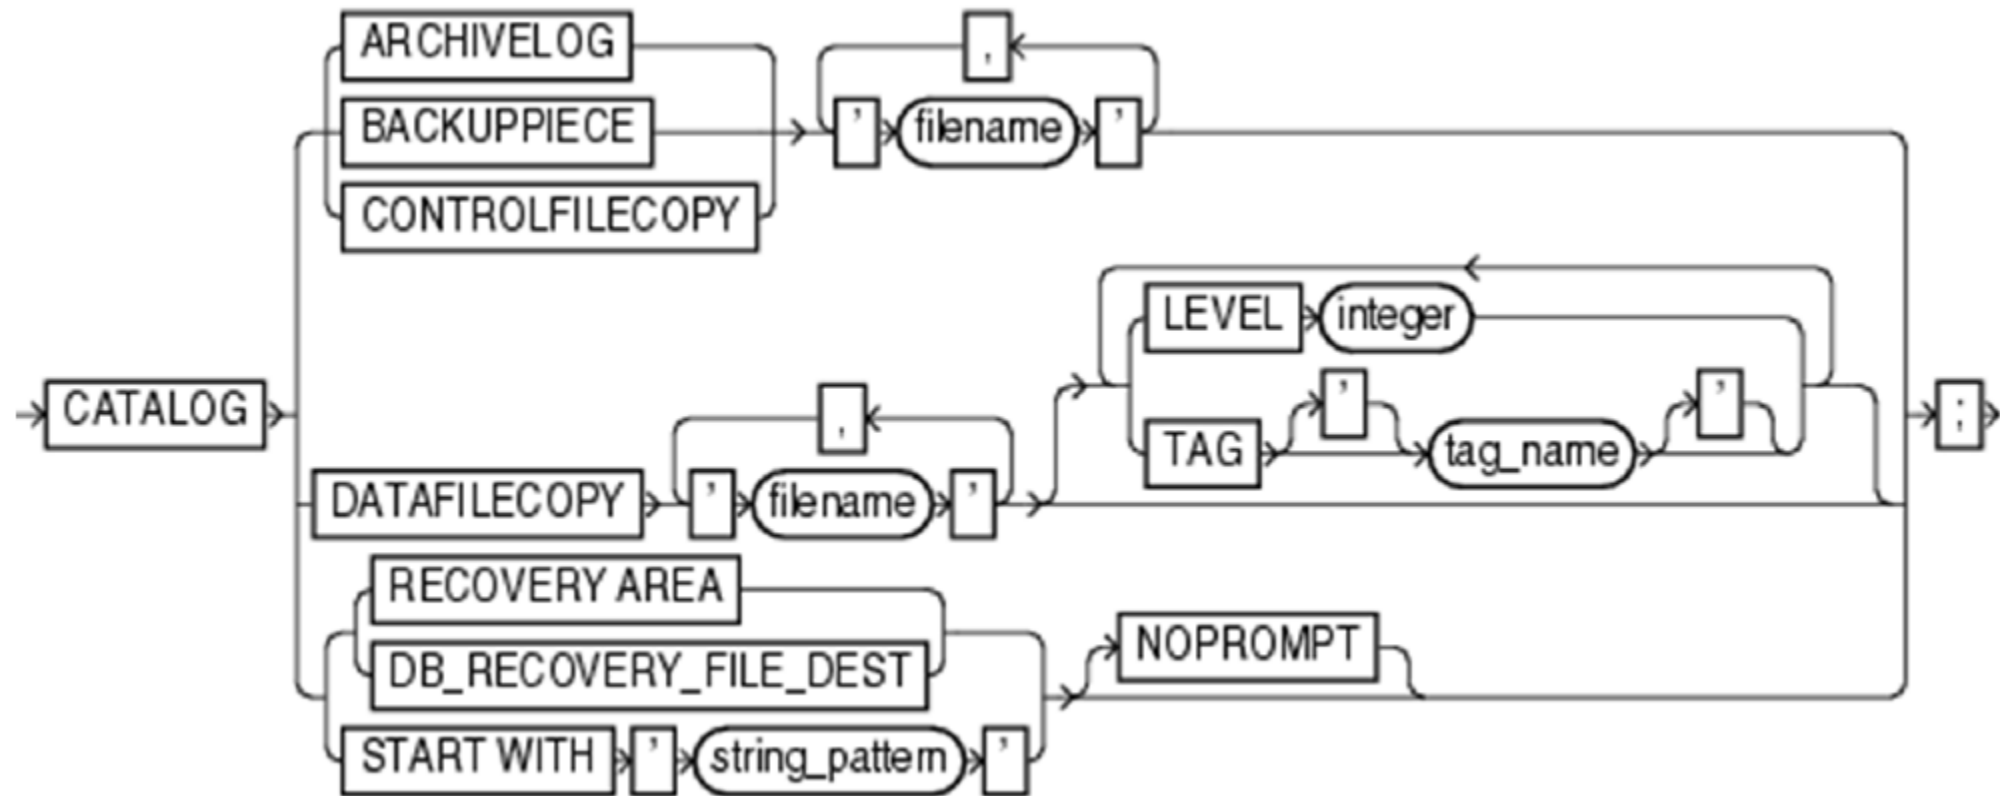 ARCHIVELOG
,
BACKUPPIECE ' filename '
CONTROLFILECOPY
LEVEL integer
CATALOG
,
TAG ' tag_name '
;
DATAFILECOPY ' filename '
RECOVERY AREA
NOPROMPT
DB_RECOVERY_FILE_DEST
START WITH ' string_pattern '